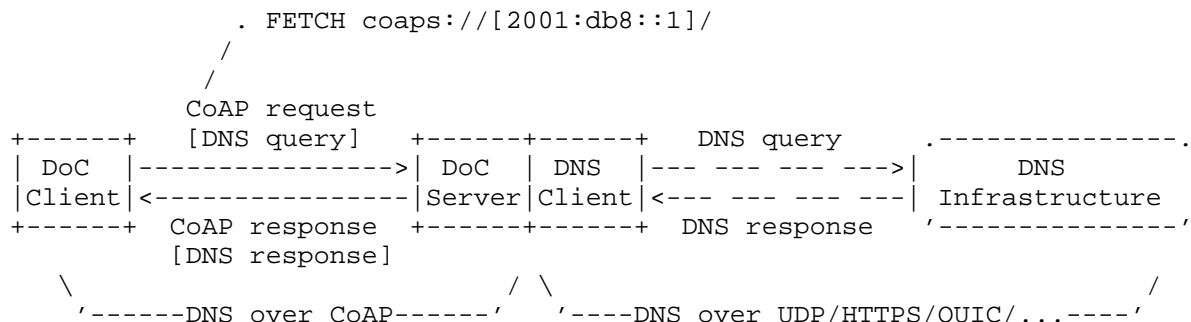 . FETCH coaps://[2001:db8::1]/
/
/
CoAP request
+------+ [DNS query] +------+------+ DNS query .---------------.
| DoC |---------------->| DoC | DNS |--- --- --- --->| DNS
|Client|<----------------|Server|Client|<--- --- --- ---| Infrastructure
+------+ CoAP response +------+------+ DNS response '---------------'
[DNS response]
\ / \ /
'------DNS over CoAP------' '----DNS over UDP/HTTPS/QUIC/...----'